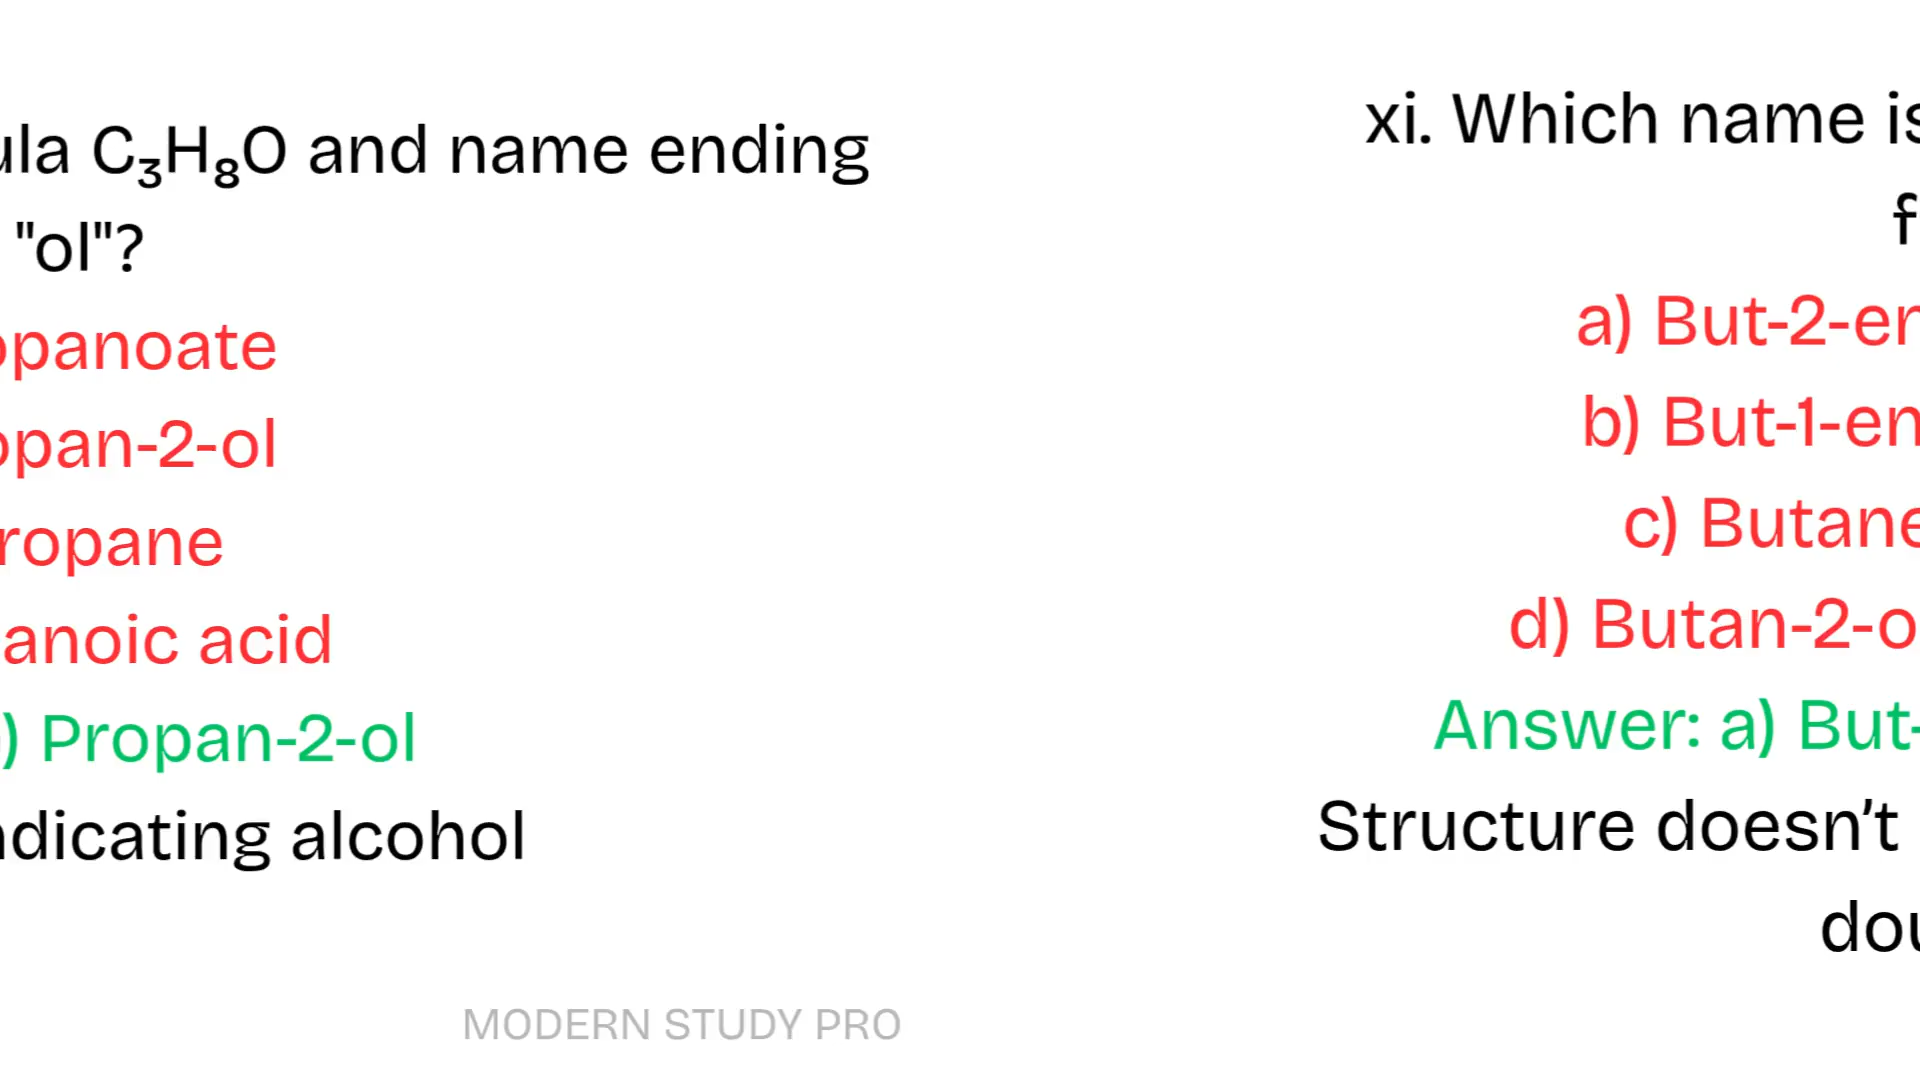 ula C₃H₈O and name ending
"ol"?
opanoate
opan-2-ol
ropane
anoic acid
) Propan-2-ol
ndicating alcohol
MODERN STUDY PRO
xi. Which name is
f
a) But-2-en
b) But-1-en
c) Butane
d) Butan-2-o
Answer: a) But-
Structure doesn’t
dou